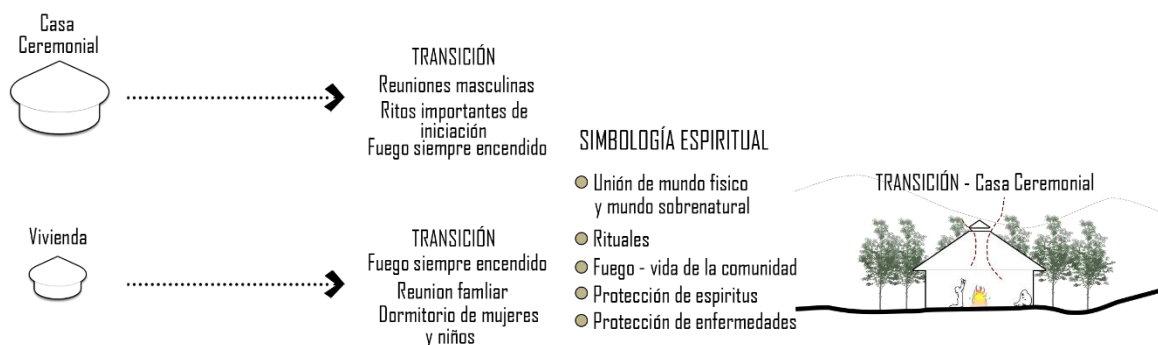 Casa
Ceremonial
TRANSICIÓN
Reuniones masculinas
Ritos importantes de
iniciación
Fuego siempre encendido
Vivienda
TRANSICIÓN
Fuego siempre encendido
Reunion famliar
Dormitorio de mujeres
y niños
SIMBOLOGÍA ESPIRITUAL
Unión de mundo fisico
y mundo sobrenatural
Rituales
Fuego - vida de la comunidad
Protección de espiritus
Protección de enfermedades
TRANSICIÓN - Casa Ceremonial